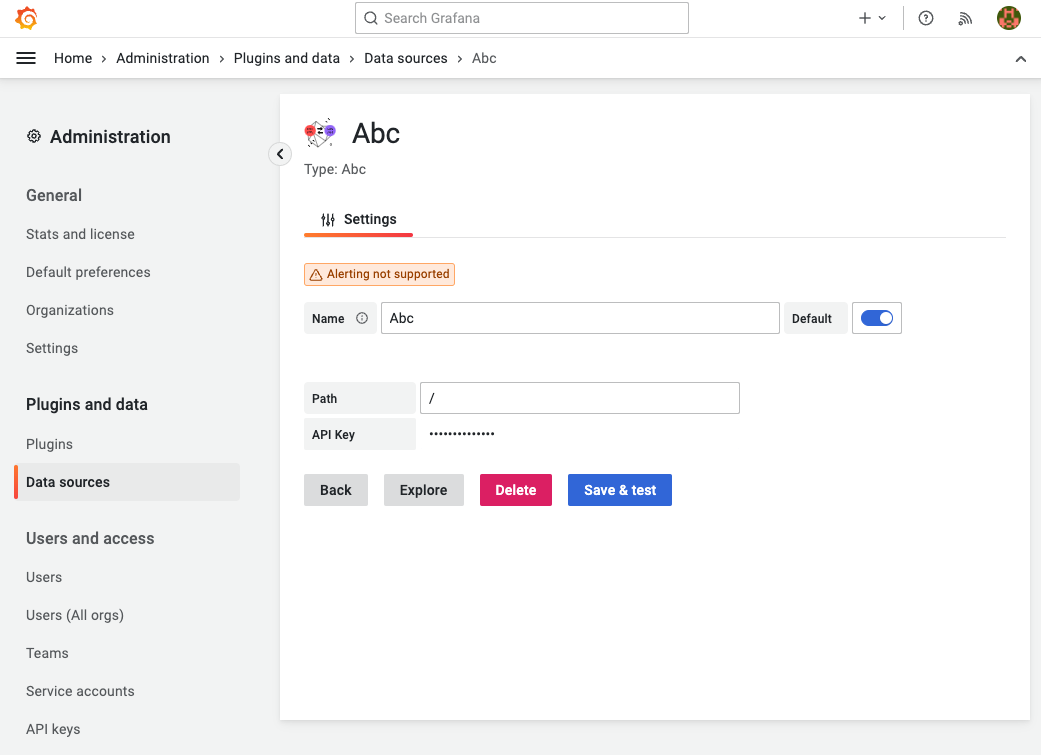 Search Grafana
Home › Administration › Plugins and data › Data sources › Abc
Administration
General
Stats and license
Default preferences
Organizations
Settings
Plugins and data
Plugins
Data sources
Users and access
Users
Users (All orgs)
Teams
Service accounts
API keys
Abc
Type: Abc
Settings
Alerting not supported
Name Abc Default
Path /
API Key ••••••••••••••
Back Explore Delete Save & test